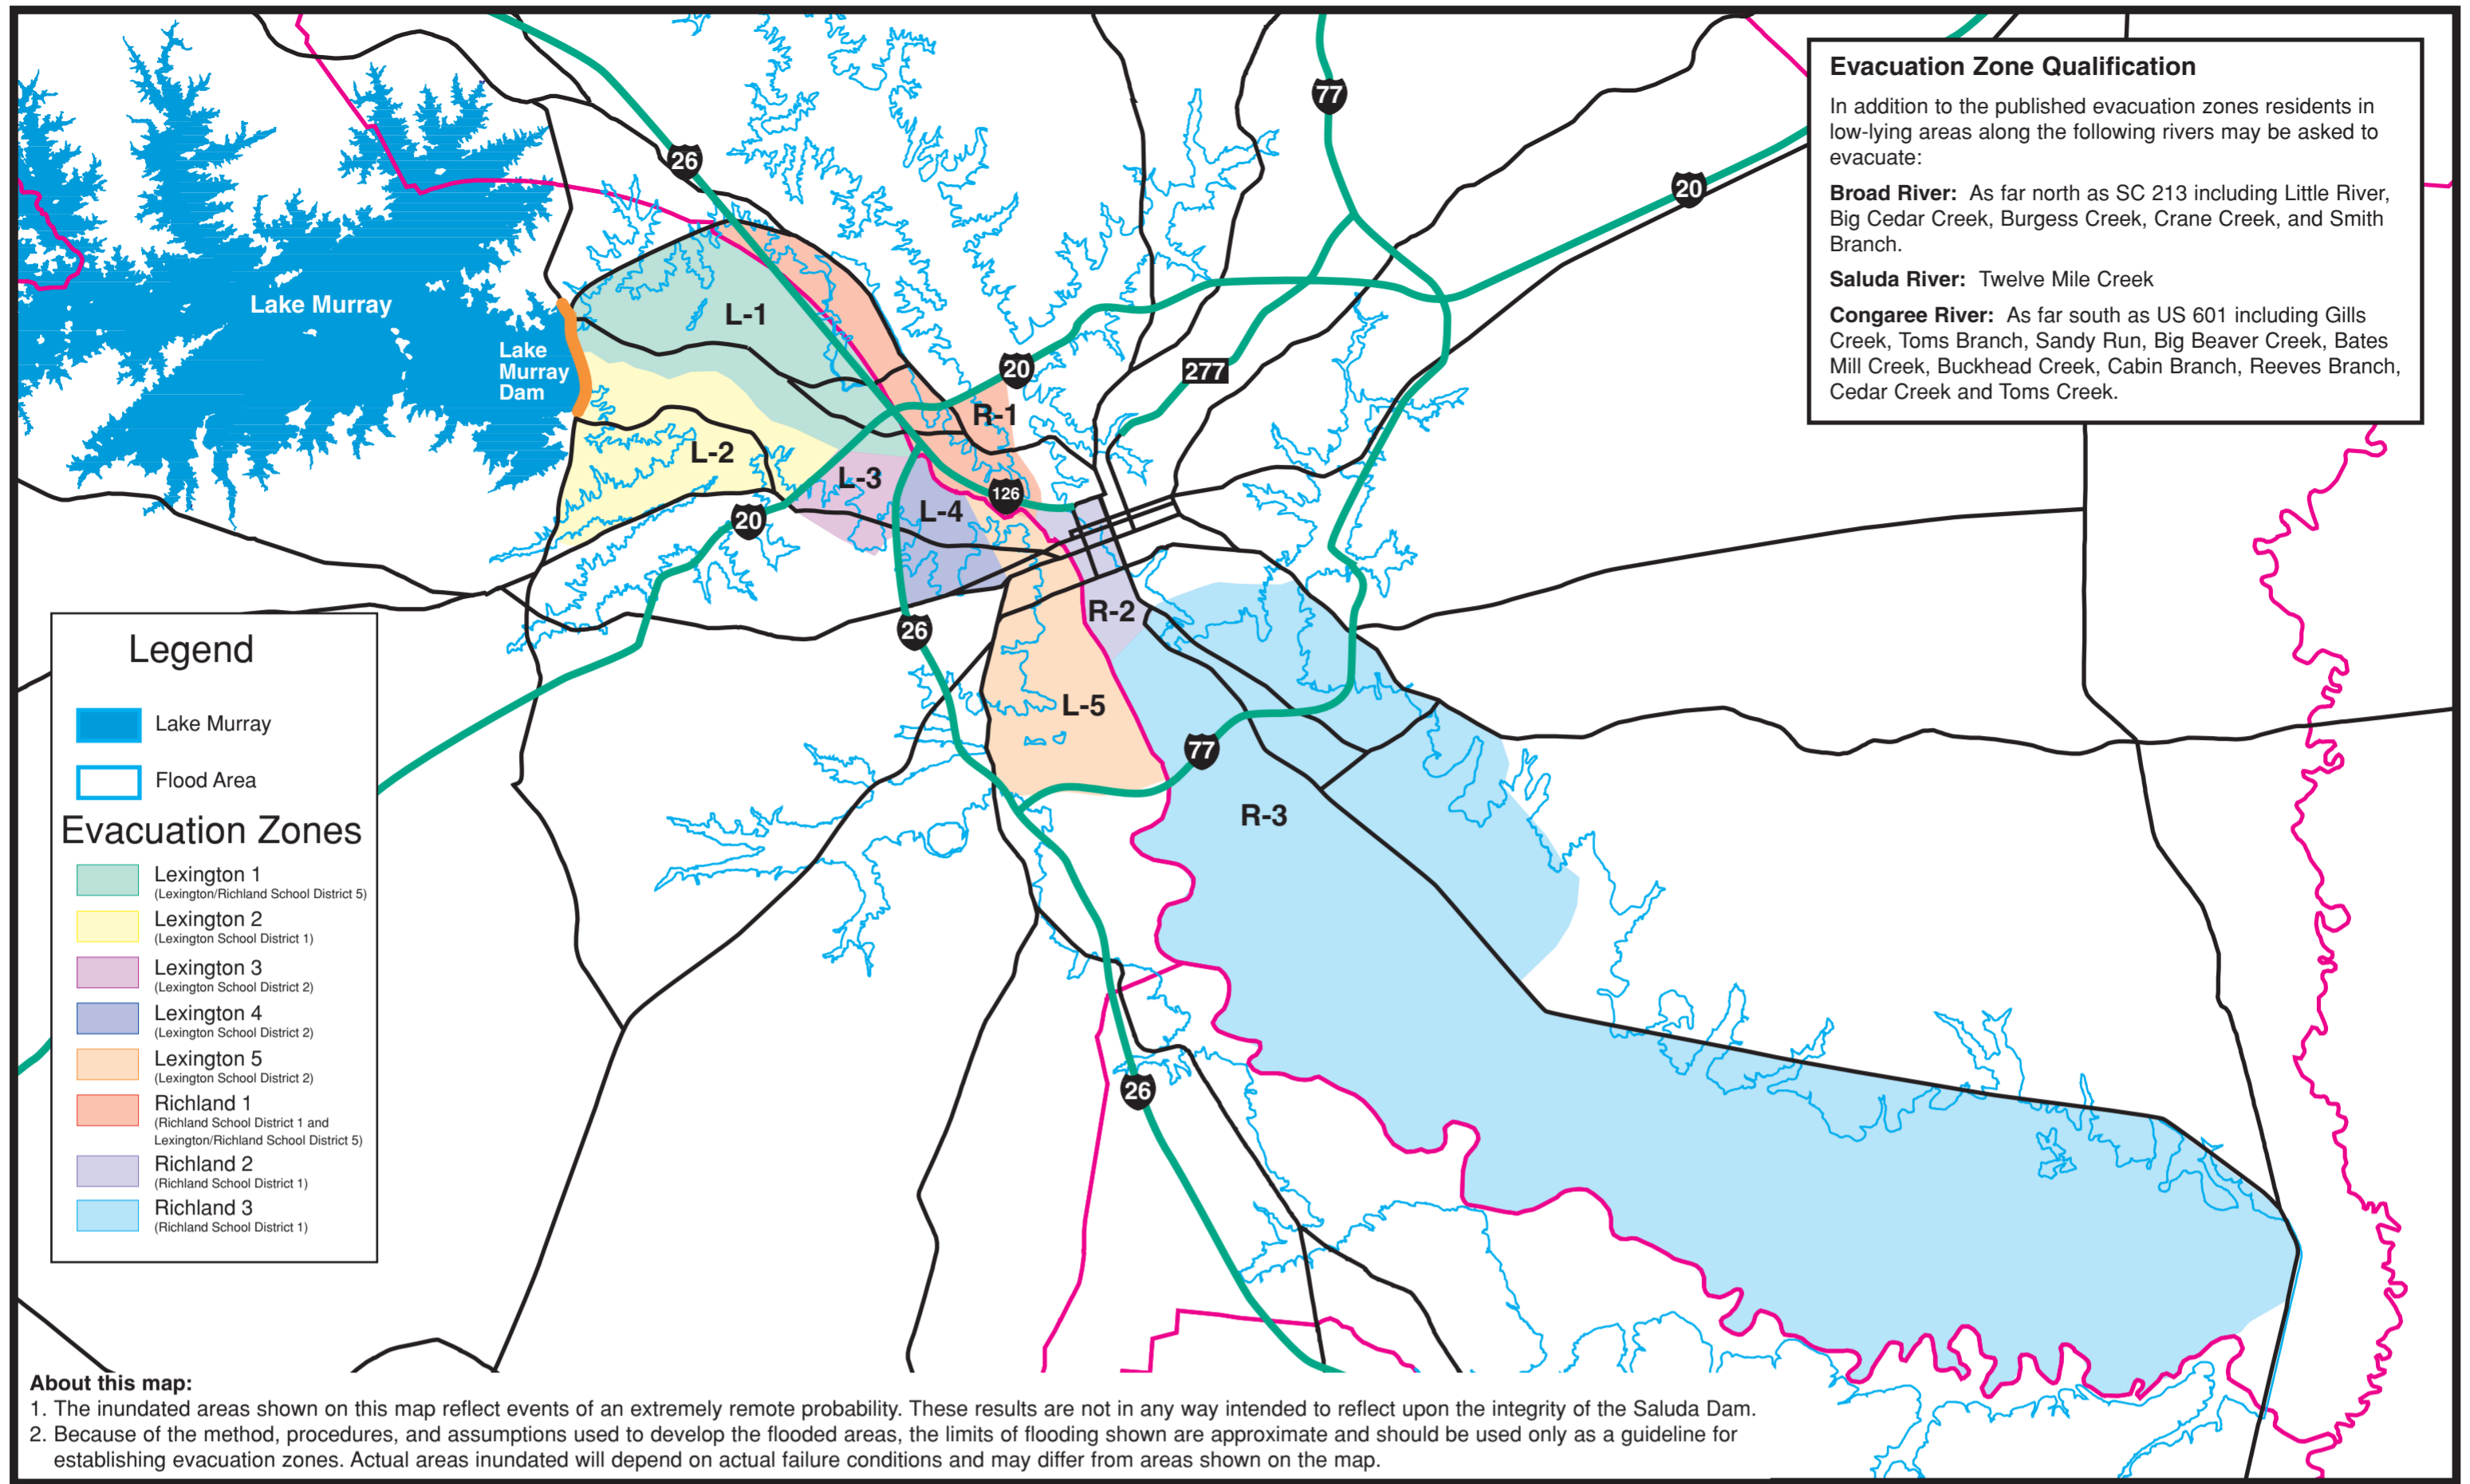 Evacuation Zone Qualification
In addition to the published evacuation zones residents in
low-lying areas along the following rivers may be asked to
evacuate:
Broad River: As far north as SC 213 including Little River,
Big Cedar Creek, Burgess Creek, Crane Creek, and Smith
Branch.
Saluda River: Twelve Mile Creek
Congaree River: As far south as US 601 including Gills
Creek, Toms Branch, Sandy Run, Big Beaver Creek, Bates
Mill Creek, Buckhead Creek, Cabin Branch, Reeves Branch,
Cedar Creek and Toms Creek.
77
26
20
Lake Murray
L-1
Lake
Murray
Dam
20
277
R-1
L-2
L-3
126
L-4
20
R-2
26
L-5
77
R-3
26
Legend
Lake Murray
Flood Area
Evacuation Zones
Lexington 1
(Lexington/Richland School District 5)
Lexington 2
(Lexington School District 1)
Lexington 3
(Lexington School District 2)
Lexington 4
(Lexington School District 2)
Lexington 5
(Lexington School District 2)
Richland 1
(Richland School District 1 and
Lexington/Richland School District 5)
Richland 2
(Richland School District 1)
Richland 3
(Richland School District 1)
About this map:
1. The inundated areas shown on this map reflect events of an extremely remote probability. These results are not in any way intended to reflect upon the integrity of the Saluda Dam.
2. Because of the method, procedures, and assumptions used to develop the flooded areas, the limits of flooding shown are approximate and should be used only as a guideline for
establishing evacuation zones. Actual areas inundated will depend on actual failure conditions and may differ from areas shown on the map.